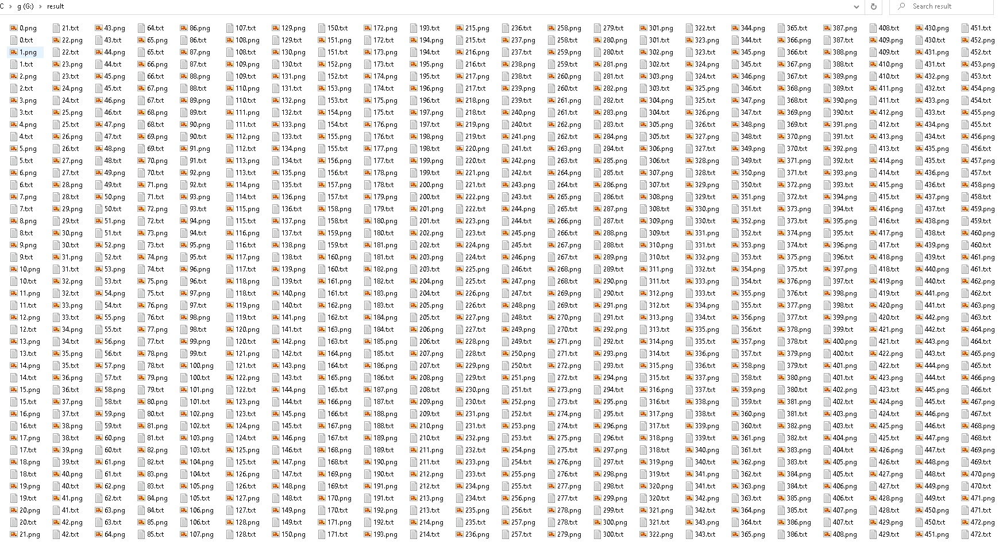 C > g (G:) > result
Search result
0.png 21.txt 43.png 64.txt 86.png 107.txt 129.png 150.txt 172.png 193.txt 215.png 236.txt 258.png 279.txt 301.png 322.txt 344.png 365.txt 387.png 408.txt 430.png 451.txt
0.txt 22.png 43.txt 65.png 86.txt 108.png 129.txt 151.png 172.txt 194.png 215.txt 237.png 258.txt 280.png 301.txt 323.png 344.txt 366.png 387.txt 409.png 430.txt 452.png
1.png 22.txt 44.png 65.txt 87.png 108.txt 130.png 151.txt 173.png 194.txt 216.png 237.txt 259.png 280.txt 302.png 323.txt 345.png 366.txt 388.png 409.txt 431.png 452.txt
1.txt 23.png 44.txt 66.png 87.txt 109.png 130.txt 152.png 173.txt 195.png 216.txt 238.png 259.txt 281.png 302.txt 324.png 345.txt 367.png 388.txt 410.png 431.txt 453.png
2.png 23.txt 45.png 66.txt 88.png 109.txt 131.png 152.txt 174.png 195.txt 217.png 238.txt 260.png 281.txt 303.png 324.txt 346.png 367.txt 389.png 410.txt 432.png 453.txt
2.txt 24.png 45.txt 67.png 88.txt 110.png 131.txt 153.png 174.txt 196.png 217.txt 239.png 260.txt 282.png 303.txt 325.png 346.txt 368.png 389.txt 411.png 432.txt 454.png
3.png 24.txt 46.png 67.txt 89.png 110.txt 132.png 153.txt 175.png 196.txt 218.png 239.txt 261.png 282.txt 304.png 325.txt 347.png 368.txt 390.png 411.txt 433.png 454.txt
3.txt 25.png 46.txt 68.png 89.txt 111.png 132.txt 154.png 175.txt 197.png 218.txt 240.png 261.txt 283.png 304.txt 326.png 347.txt 369.png 390.txt 412.png 433.txt 455.png
4.png 25.txt 47.png 68.txt 90.png 111.txt 133.png 154.txt 176.png 197.txt 219.png 240.txt 262.png 283.txt 305.png 326.txt 348.png 369.txt 391.png 412.txt 434.png 455.txt
4.txt 26.png 47.txt 69.png 90.txt 112.png 133.txt 155.png 176.txt 198.png 219.txt 241.png 262.txt 284.png 305.txt 327.png 348.txt 370.png 391.txt 413.png 434.txt 456.png
5.png 26.txt 48.png 69.txt 91.png 112.txt 134.png 155.txt 177.png 198.txt 220.png 241.txt 263.png 284.txt 306.png 327.txt 349.png 370.txt 392.png 413.txt 435.png 456.txt
5.txt 27.png 48.txt 70.png 91.txt 113.png 134.txt 156.png 177.txt 199.png 220.txt 242.png 263.txt 285.png 306.txt 328.png 349.txt 371.png 392.txt 414.png 435.txt 457.png
6.png 27.txt 49.png 70.txt 92.png 113.txt 135.png 156.txt 178.png 199.txt 221.png 242.txt 264.png 285.txt 307.png 328.txt 350.png 371.txt 393.png 414.txt 436.png 457.txt
6.txt 28.png 49.txt 71.png 92.txt 114.png 135.txt 157.png 178.txt 200.png 221.txt 243.png 264.txt 286.png 307.txt 329.png 350.txt 372.png 393.txt 415.png 436.txt 458.png
7.png 28.txt 50.png 71.txt 93.png 114.txt 136.png 157.txt 179.png 200.txt 222.png 243.txt 265.png 286.txt 308.png 329.txt 351.png 372.txt 394.png 415.txt 437.png 458.txt
7.txt 29.png 50.txt 72.png 93.txt 115.png 136.txt 158.png 179.txt 201.png 222.txt 244.png 265.txt 287.png 308.txt 330.png 351.txt 373.png 394.txt 416.png 437.txt 459.png
8.png 29.txt 51.png 72.txt 94.png 115.txt 137.png 158.txt 180.png 201.txt 223.png 244.txt 266.png 287.txt 309.png 330.txt 352.png 373.txt 395.png 416.txt 438.png 459.txt
8.txt 30.png 51.txt 73.png 94.txt 116.png 137.txt 159.png 180.txt 202.png 223.txt 245.png 266.txt 288.png 309.txt 331.png 352.txt 374.png 395.txt 417.png 438.txt 460.png
9.png 30.txt 52.png 73.txt 95.png 116.txt 138.png 159.txt 181.png 202.txt 224.png 245.txt 267.png 288.txt 310.png 331.txt 353.png 374.txt 396.png 417.txt 439.png 460.txt
9.txt 31.png 52.txt 74.png 95.txt 117.png 138.txt 160.png 181.txt 203.png 224.txt 246.png 267.txt 289.png 310.txt 332.png 353.txt 375.png 396.txt 418.png 439.txt 461.png
10.png 31.txt 53.png 74.txt 96.png 117.txt 139.png 160.txt 182.png 203.txt 225.png 246.txt 268.png 289.txt 311.png 332.txt 354.png 375.txt 397.png 418.txt 440.png 461.txt
10.txt 32.png 53.txt 75.png 96.txt 118.png 139.txt 161.png 182.txt 204.png 225.txt 247.png 268.txt 290.png 311.txt 333.png 354.txt 376.png 397.txt 419.png 440.txt 462.png
11.png 32.txt 54.png 75.txt 97.png 118.txt 140.png 161.txt 183.png 204.txt 226.png 247.txt 269.png 290.txt 312.png 333.txt 355.png 376.txt 398.png 419.txt 441.png 462.txt
11.txt 33.png 54.txt 76.png 97.txt 119.png 140.txt 162.png 183.txt 205.png 226.txt 248.png 269.txt 291.png 312.txt 334.png 355.txt 377.png 398.txt 420.png 441.txt 463.png
12.png 33.txt 55.png 76.txt 98.png 119.txt 141.png 162.txt 184.png 205.txt 227.png 248.txt 270.png 291.txt 313.png 334.txt 356.png 377.txt 399.png 420.txt 442.png 463.txt
12.txt 34.png 55.txt 77.png 98.txt 120.png 141.txt 163.png 184.txt 206.png 227.txt 249.png 270.txt 292.png 313.txt 335.png 356.txt 378.png 399.txt 421.png 442.txt 464.png
13.png 34.txt 56.png 77.txt 99.png 120.txt 142.png 163.txt 185.png 206.txt 228.png 249.txt 271.png 292.txt 314.png 335.txt 357.png 378.txt 400.png 421.txt 443.png 464.txt
13.txt 35.png 56.txt 78.png 99.txt 121.png 142.txt 164.png 185.txt 207.png 228.txt 250.png 271.txt 293.png 314.txt 336.png 357.txt 379.png 400.txt 422.png 443.txt 465.png
14.png 35.txt 57.png 78.txt 100.png 121.txt 143.png 164.txt 186.png 207.txt 229.png 250.txt 272.png 293.txt 315.png 336.txt 358.png 379.txt 401.png 422.txt 444.png 465.txt
14.txt 36.png 57.txt 79.png 100.txt 122.png 143.txt 165.png 186.txt 208.png 229.txt 251.png 272.txt 294.png 315.txt 337.png 358.txt 380.png 401.txt 423.png 444.txt 466.png
15.png 36.txt 58.png 79.txt 101.png 122.txt 144.png 165.txt 187.png 208.txt 230.png 251.txt 273.png 294.txt 316.png 337.txt 359.png 380.txt 402.png 423.txt 445.png 466.txt
15.txt 37.png 58.txt 80.png 101.txt 123.png 144.txt 166.png 187.txt 209.png 230.txt 252.png 273.txt 295.png 316.txt 338.png 359.txt 381.png 402.txt 424.png 445.txt 467.png
16.png 37.txt 59.png 80.txt 102.png 123.txt 145.png 166.txt 188.png 209.txt 231.png 252.txt 274.png 295.txt 317.png 338.txt 360.png 381.txt 403.png 424.txt 446.png 467.txt
16.txt 38.png 59.txt 81.png 102.txt 124.png 145.txt 167.png 188.txt 210.png 231.txt 253.png 274.txt 296.png 317.txt 339.png 360.txt 382.png 403.txt 425.png 446.txt 468.png
17.png 38.txt 60.png 81.txt 103.png 124.txt 146.png 167.txt 189.png 210.txt 232.png 253.txt 275.png 296.txt 318.png 339.txt 361.png 382.txt 404.png 425.txt 447.png 468.txt
17.txt 39.png 60.txt 82.png 103.txt 125.png 146.txt 168.png 189.txt 211.png 232.txt 254.png 275.txt 297.png 318.txt 340.png 361.txt 383.png 404.txt 426.png 447.txt 469.png
18.png 39.txt 61.png 82.txt 104.png 125.txt 147.png 168.txt 190.png 211.txt 233.png 254.txt 276.png 297.txt 319.png 340.txt 362.png 383.txt 405.png 426.txt 448.png 469.txt
18.txt 40.png 61.txt 83.png 104.txt 126.png 147.txt 169.png 190.txt 212.png 233.txt 255.png 276.txt 298.png 319.txt 341.png 362.txt 384.png 405.txt 427.png 448.txt 470.png
19.png 40.txt 62.png 83.txt 105.png 126.txt 148.png 169.txt 191.png 212.txt 234.png 255.txt 277.png 298.txt 320.png 341.txt 363.png 384.txt 406.png 427.txt 449.png 470.txt
19.txt 41.png 62.txt 84.png 105.txt 127.png 148.txt 170.png 191.txt 213.png 234.txt 256.png 277.txt 299.png 320.txt 342.png 363.txt 385.png 406.txt 428.png 449.txt 471.png
20.png 41.txt 63.png 84.txt 106.png 127.txt 149.png 170.txt 192.png 213.txt 235.png 256.txt 278.png 299.txt 321.png 342.txt 364.png 385.txt 407.png 428.txt 450.png 471.txt
20.txt 42.png 63.txt 85.png 106.txt 128.png 149.txt 171.png 192.txt 214.png 235.txt 257.png 278.txt 300.png 321.txt 343.png 364.txt 386.png 407.txt 429.png 450.txt 472.png
21.png 42.txt 64.png 85.txt 107.png 128.txt 150.png 171.txt 193.png 214.txt 236.png 257.txt 279.png 300.txt 322.png 343.txt 365.png 386.txt 408.png 429.txt 451.png 472.txt